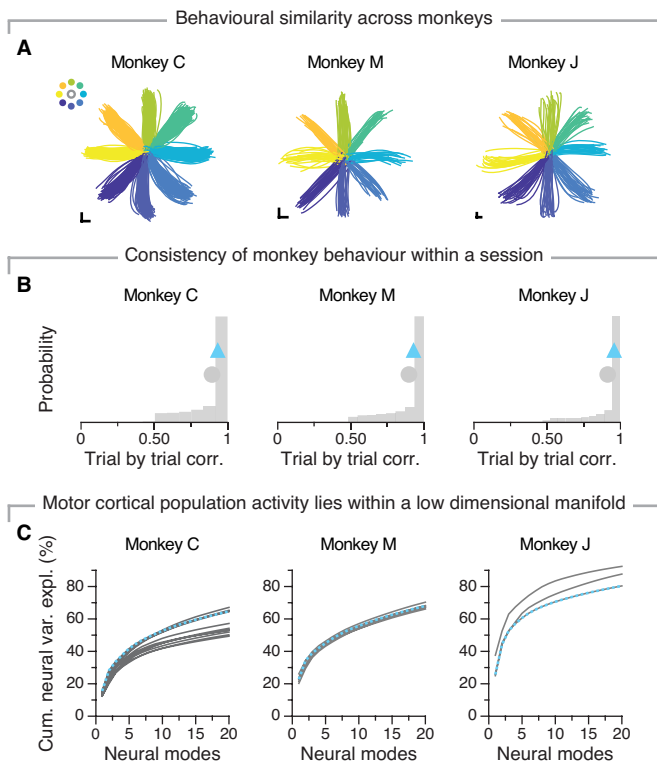 Behavioural similarity across monkeys
A
Monkey C Monkey M Monkey J
Consistency of monkey behaviour within a session
B
Monkey C Monkey M Monkey J
Probability
0 0.50 1 0 0.50 1 0 0.50 1
Trial by trial corr. Trial by trial corr. Trial by trial corr.
Motor cortical population activity lies within a low dimensional manifold
C
Monkey C Monkey M Monkey J
Cum. neural var. expl. (%)
80 80 80
60 60 60
40 40 40
20 20 20
0 0 0
0 5 10 15 20 0 5 10 15 20 0 5 10 15 20
Neural modes Neural modes Neural modes